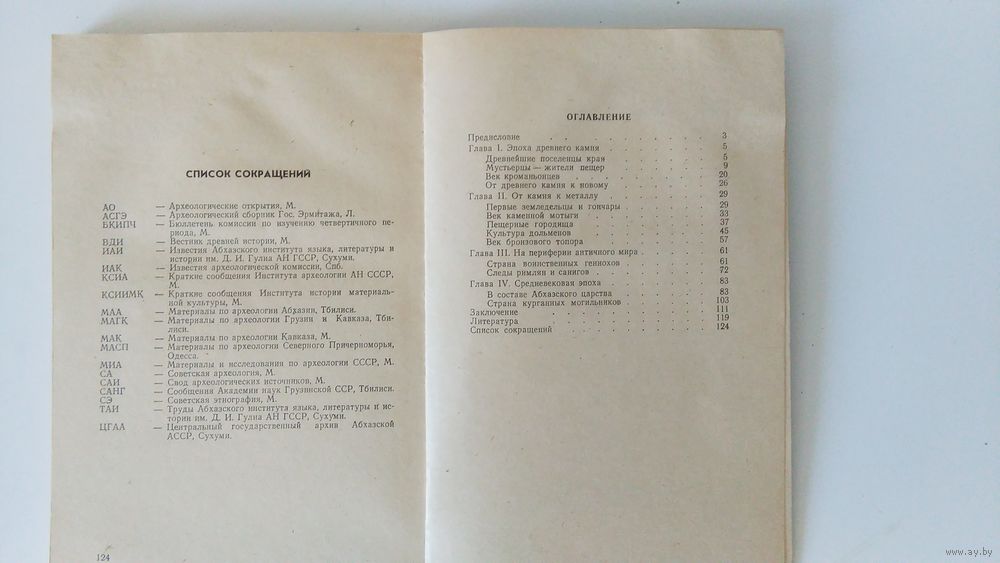 СПИСОК СОКРАЩЕНИЙ
АО — Археологические открытия, М.
АСГЭ — Археологический сборник Гос. Эрмитажа, Л.
БКИПЧ — Бюллетень комиссии по изучению четвертичного пе-
риода, М.
ВДИ — Вестник древней истории, М.
ИАИ — Известия Абхазского института языка, литературы и
истории им. Д. И. Гулиа АН ГССР, Сухуми.
ИАК — Известия археологической комиссии, Спб.
КСИА — Краткие сообщения Института археологии АН СССР,
М.
КСИИМК — Краткие сообщения Института истории материаль-
ной культуры, М.
МАА — Материалы по археологии Абхазии, Тбилиси.
МАГК — Материалы по археологии Грузии и Кавказа, Тби-
лиси.
МАК — Материалы по археологии Кавказа, М.
МАСП — Материалы по археологии Северного Причерноморья,
Одесса.
МИА — Материалы и исследования по археологии СССР, М.
СА — Советская археология, М.
САИ — Свод археологических источников, М.
САНГ — Сообщения Академии наук Грузинской ССР, Тбилиси.
СЭ — Советская этнография, М.
ТАИ — Труды Абхазского института языка, литературы и ис-
тории им. Д. И. Гулиа АН ГССР, Сухуми.
ЦГАА — Центральный государственный архив Абхазской
АССР, Сухуми.
124
ОГЛАВЛЕНИЕ
Предисловие . . . . . . . . . 3
Глава I. Эпоха древнего камня . . . . . 5
Древнейшие поселенцы края . . . . . 5
Мустьерцы — жители пещер . . . . . 9
Век кроманьонцев . . . . . . . 20
От древнего камня к новому . . . . . 26
Глава II. От камня к металлу . . . . . 29
Первые земледельцы и гончары . . . . 29
Век каменной мотыги . . . . . . 33
Пещерные городища . . . . . . 37
Культура дольменов . . . . . . 45
Век бронзового топора . . . . . . 57
Глава III. На периферии античного мира . . . . 61
Страна воинственных гениохов . . . . . 61
Следы римлян и санигов . . . . . . 72
Глава IV. Средневековая эпоха . . . . . 83
В составе Абхазского царства . . . . . 83
Страна курганных могильников . . . . . 103
Заключение . . . . . . . . 111
Литература . . . . . . . . 119
Список сокращений . . . . . . . 124
www.ay.by